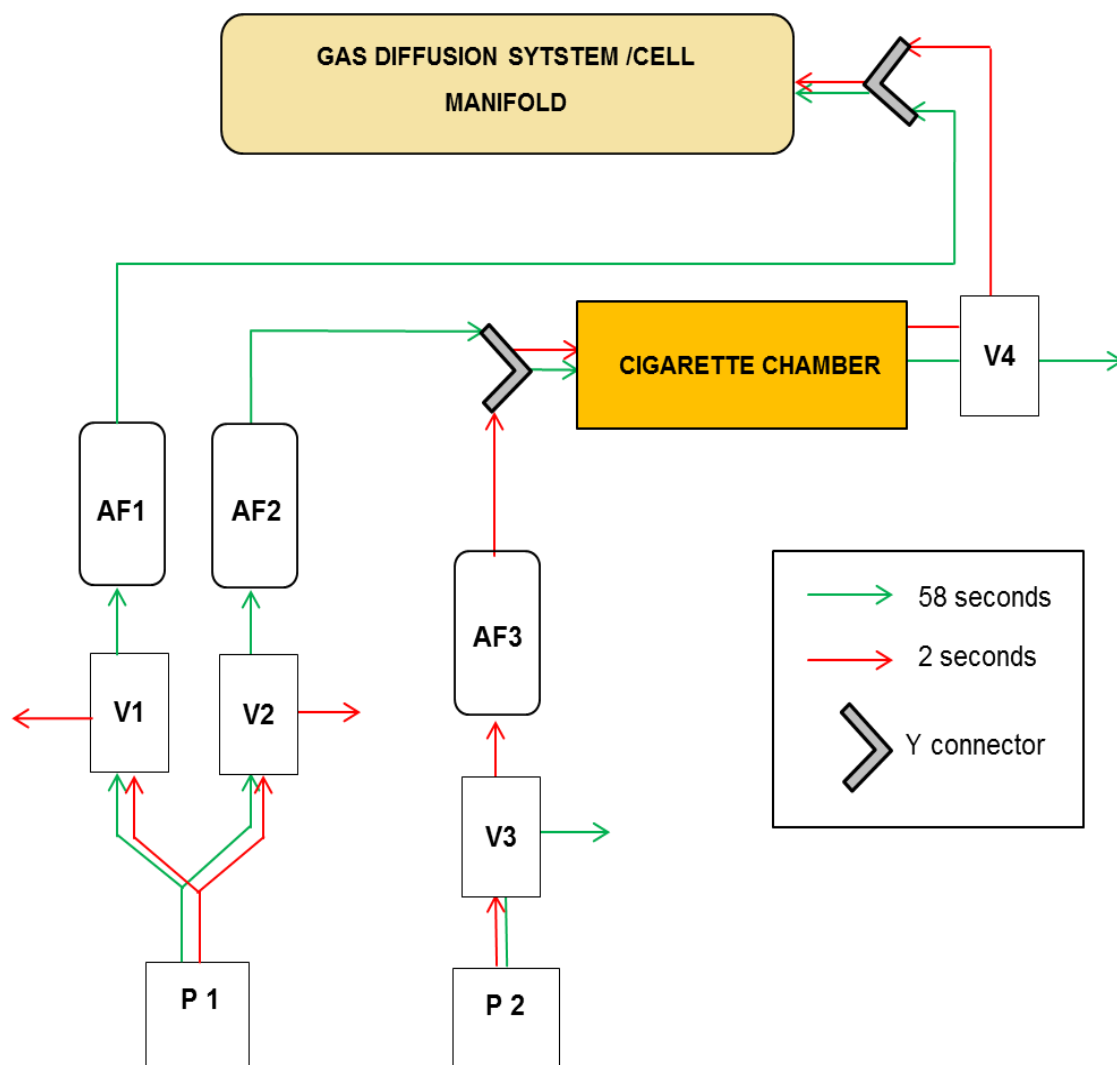 GAS DIFFUSION SYTSTEM /CELL
MANIFOLD
CIGARETTE CHAMBER
V4
AF1
AF2
AF3
V1
V2
V3
P 1
P 2
58 seconds
2 seconds
Y connector